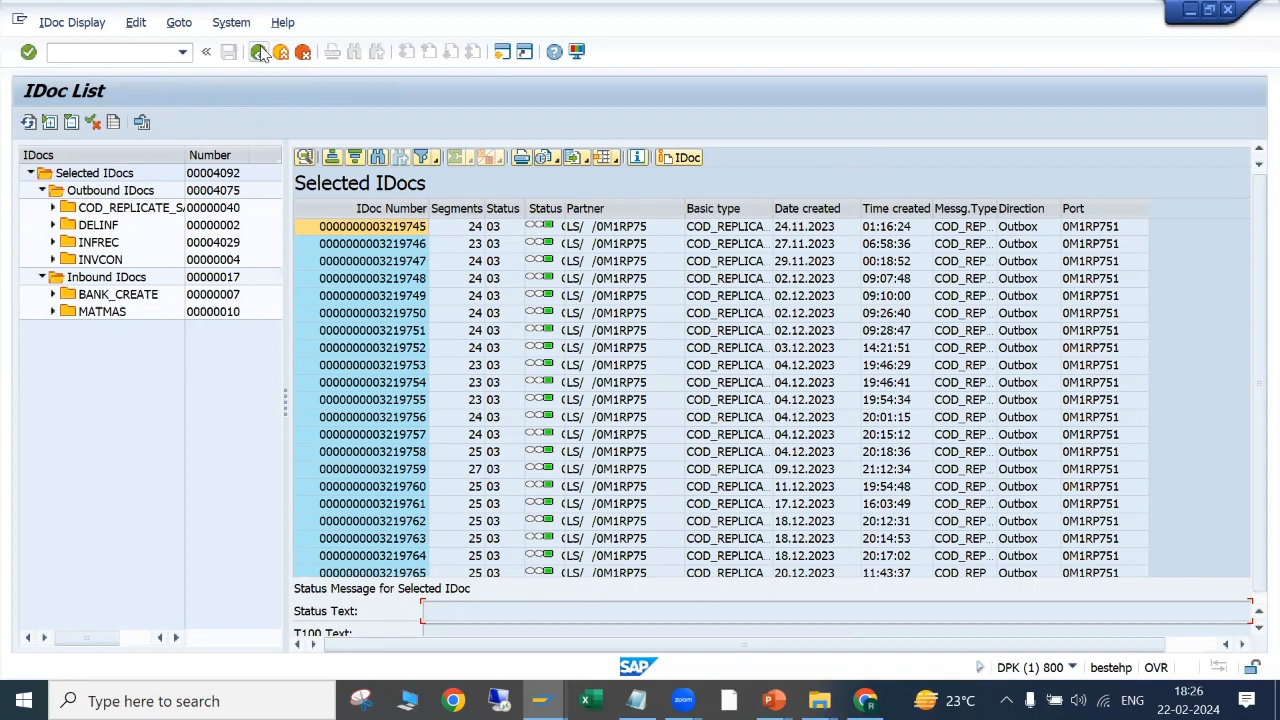 IDoc Display Edit Goto System Help
IDoc List
IDocs Number
Selected IDocs 00004092
Outbound IDocs 00004075
COD_REPLICATE_SA 00000040
DELINF 00000002
INFREC 00004029
INVCON 00000004
Inbound IDocs 00000017
BANK_CREATE 00000007
MATMAS 00000010
IDoc
Selected IDocs
IDoc Number Segments Status Status Partner Basic type Date created Time created Messg.Type Direction Port
0000000003219745 24 03 (LS/ /0M1RP75 COD_REPLICA... 24.11.2023 01:16:24 COD_REP... Outbox 0M1RP751
0000000003219746 23 03 (LS/ /0M1RP75 COD_REPLICA... 27.11.2023 06:58:36 COD_REP... Outbox 0M1RP751
0000000003219747 24 03 (LS/ /0M1RP75 COD_REPLICA... 29.11.2023 00:18:52 COD_REP... Outbox 0M1RP751
0000000003219748 24 03 (LS/ /0M1RP75 COD_REPLICA... 02.12.2023 09:07:48 COD_REP... Outbox 0M1RP751
0000000003219749 24 03 (LS/ /0M1RP75 COD_REPLICA... 02.12.2023 09:10:00 COD_REP... Outbox 0M1RP751
0000000003219750 24 03 (LS/ /0M1RP75 COD_REPLICA... 02.12.2023 09:26:40 COD_REP... Outbox 0M1RP751
0000000003219751 24 03 (LS/ /0M1RP75 COD_REPLICA... 02.12.2023 09:28:47 COD_REP... Outbox 0M1RP751
0000000003219752 24 03 (LS/ /0M1RP75 COD_REPLICA... 03.12.2023 14:21:51 COD_REP... Outbox 0M1RP751
0000000003219753 23 03 (LS/ /0M1RP75 COD_REPLICA... 04.12.2023 19:46:29 COD_REP... Outbox 0M1RP751
0000000003219754 23 03 (LS/ /0M1RP75 COD_REPLICA... 04.12.2023 19:46:41 COD_REP... Outbox 0M1RP751
0000000003219755 23 03 (LS/ /0M1RP75 COD_REPLICA... 04.12.2023 19:54:34 COD_REP... Outbox 0M1RP751
0000000003219756 24 03 (LS/ /0M1RP75 COD_REPLICA... 04.12.2023 20:01:15 COD_REP... Outbox 0M1RP751
0000000003219757 24 03 (LS/ /0M1RP75 COD_REPLICA... 04.12.2023 20:15:12 COD_REP... Outbox 0M1RP751
0000000003219758 25 03 (LS/ /0M1RP75 COD_REPLICA... 04.12.2023 20:18:36 COD_REP... Outbox 0M1RP751
0000000003219759 27 03 (LS/ /0M1RP75 COD_REPLICA... 09.12.2023 21:12:34 COD_REP... Outbox 0M1RP751
0000000003219760 25 03 (LS/ /0M1RP75 COD_REPLICA... 11.12.2023 19:54:48 COD_REP... Outbox 0M1RP751
0000000003219761 25 03 (LS/ /0M1RP75 COD_REPLICA... 17.12.2023 16:03:49 COD_REP... Outbox 0M1RP751
0000000003219762 25 03 (LS/ /0M1RP75 COD_REPLICA... 18.12.2023 20:12:31 COD_REP... Outbox 0M1RP751
0000000003219763 25 03 (LS/ /0M1RP75 COD_REPLICA... 18.12.2023 20:14:53 COD_REP... Outbox 0M1RP751
0000000003219764 25 03 (LS/ /0M1RP75 COD_REPLICA... 18.12.2023 20:17:02 COD_REP... Outbox 0M1RP751
0000000003219765 25 03 (LS/ /0M1RP75 COD_REPLICA... 20.12.2023 11:43:37 COD_REP Outbox 0M1RP751
Status Message for Selected IDoc
Status Text:
T100 Text:
SAP DPK (1) 800 bestehp OVR
Type here to search 23°C ENG 18:26
22-02-2024